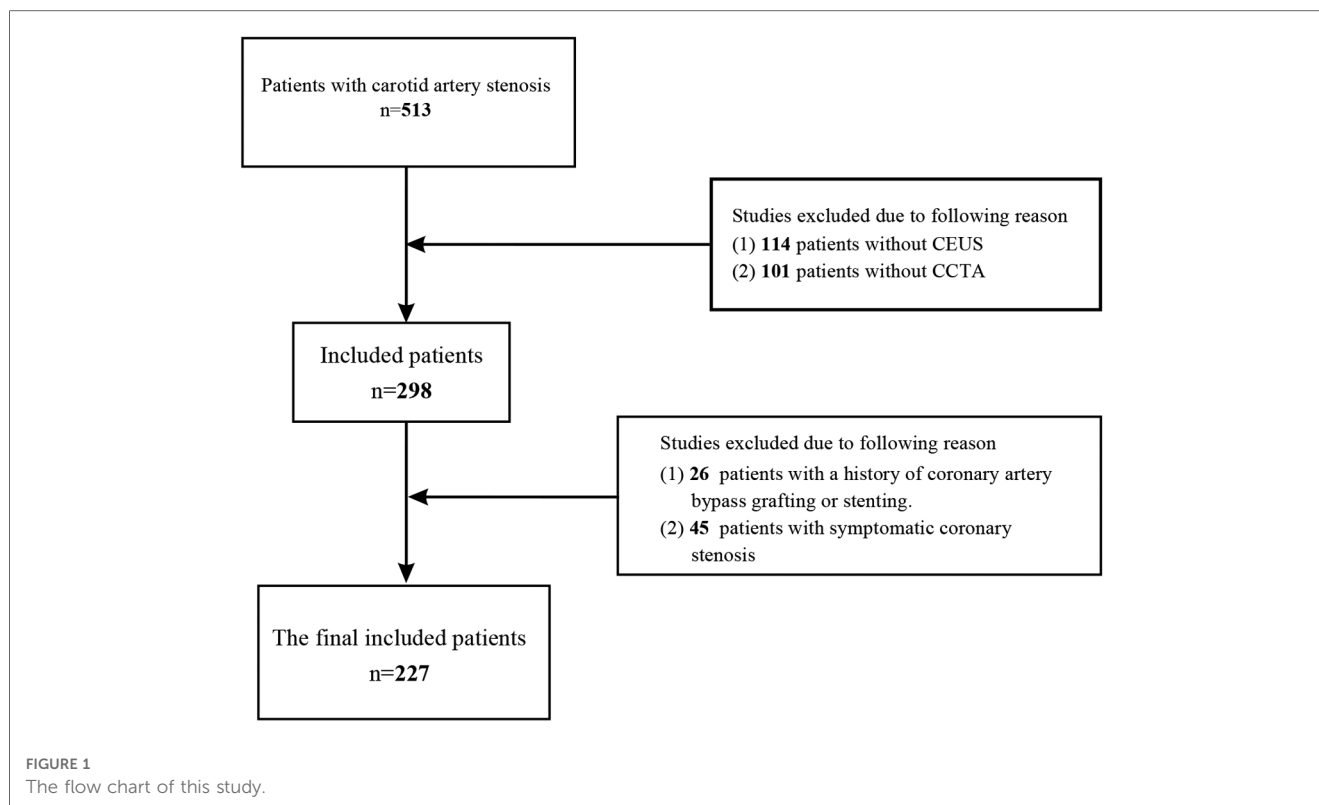 Patients with carotid artery stenosis
n=513
Studies excluded due to following reason
(1) 114 patients without CEUS
(2) 101 patients without CCTA
Included patients
n=298
Studies excluded due to following reason
(1) 26 patients with a history of coronary artery
bypass grafting or stenting.
(2) 45 patients with symptomatic coronary
stenosis
The final included patients
n=227
FIGURE 1
The flow chart of this study.